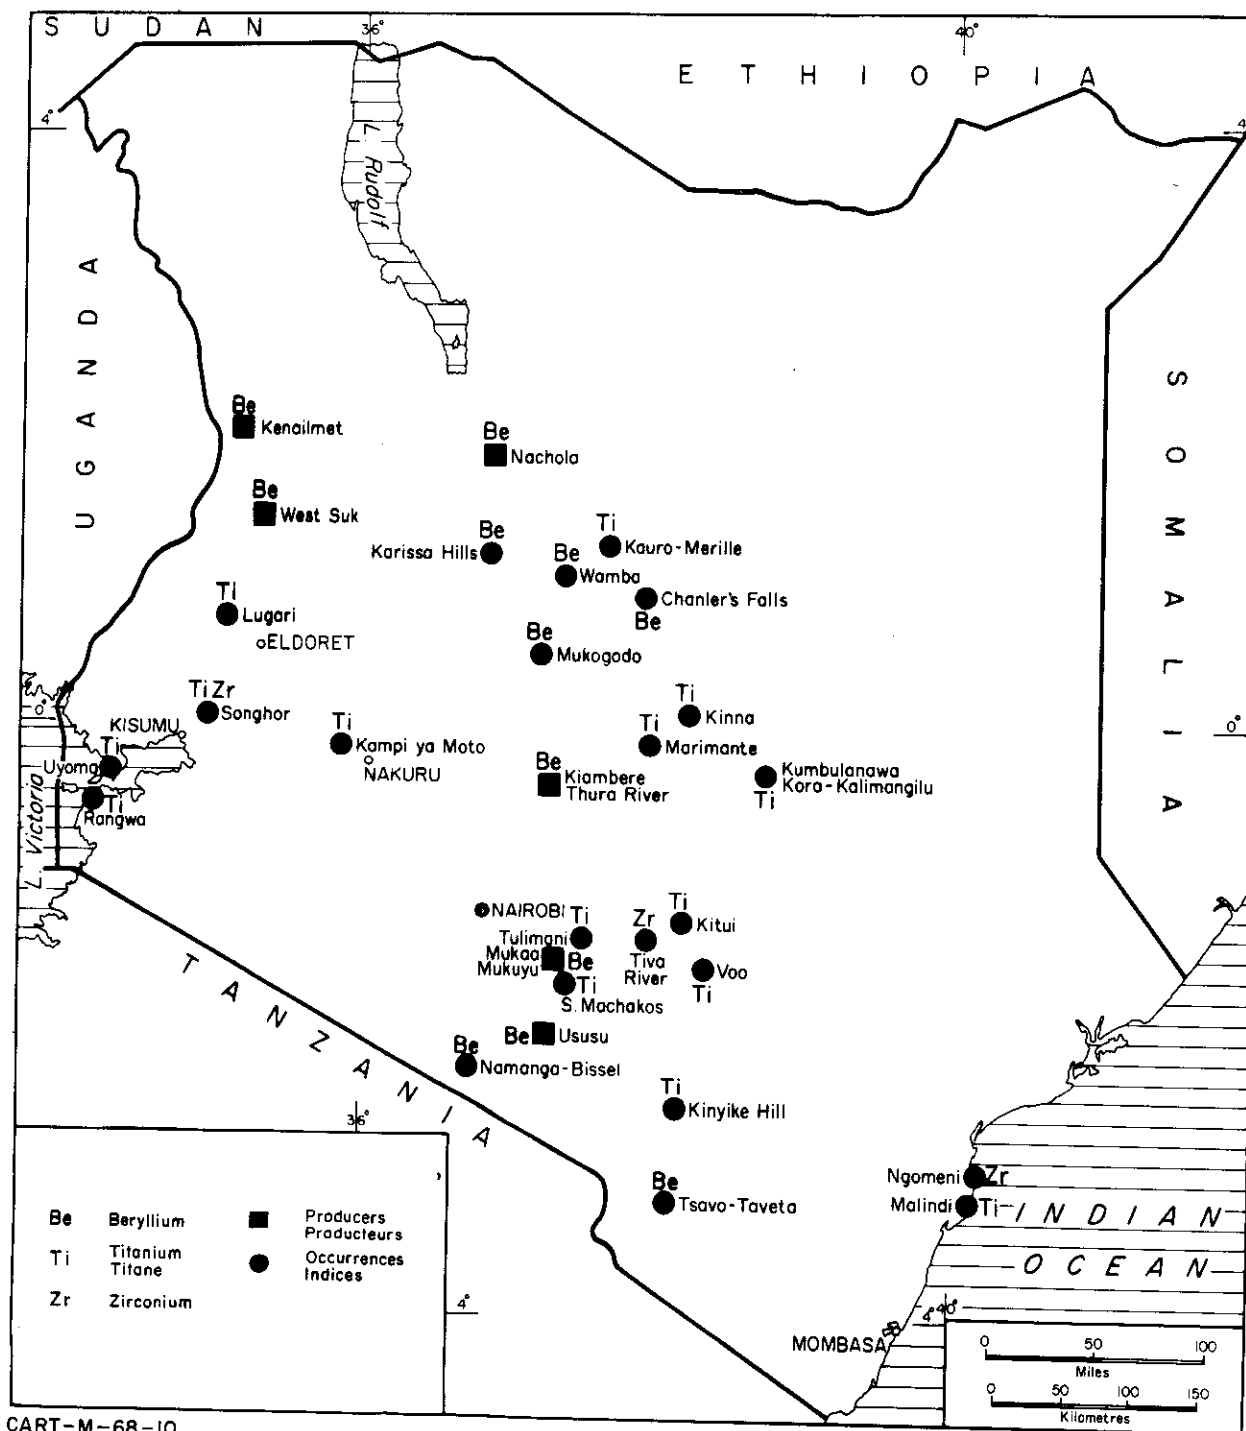 SUDAN
36°
40°
ETHIOPIA
4°
4
L. Rudolf
UGANDA
SOMALIA
Be
Kenailmet
Be
Nachola
Be
West Suk
Be
Karissa Hills
Ti
Kauro-Merille
Be
Wamba
Chanler's Falls
Be
Ti
Lugari
ELDORET
Be
Mukogodo
Ti Zr
Songhor
0°
0°
KISUMU
Ti
Uyoma
Ti
Rangwa
L. Victoria
Ti
Kampi ya Moto
NAKURU
Ti
Kinna
Ti
Marimante
Be
Kiambere
Thura River
Kumbulanawa
Kora-Kalimangilu
Ti
NAIROBI
Ti
Tulimani
Mukaa
Mukuyu
Be
Ti
S. Machakos
Zr
Tiva
River
Ti
Kitui
Voo
Ti
Be
Ususu
Be
Namanga-Bissel
TANZANIA
Ti
Kinyike Hill
Be
Tsavo-Taveta
Ngomeni
Zr
Malindi
Ti
INDIAN
OCEAN
MOMBASA
36°
4°
4°
40°
Be Beryllium
Ti Titanium
Titane
Zr Zirconium
Producers
Producteurs
Occurrences
Indices
0 50 100
Miles
0 50 100 150
Kilometres
CART-M-68-10